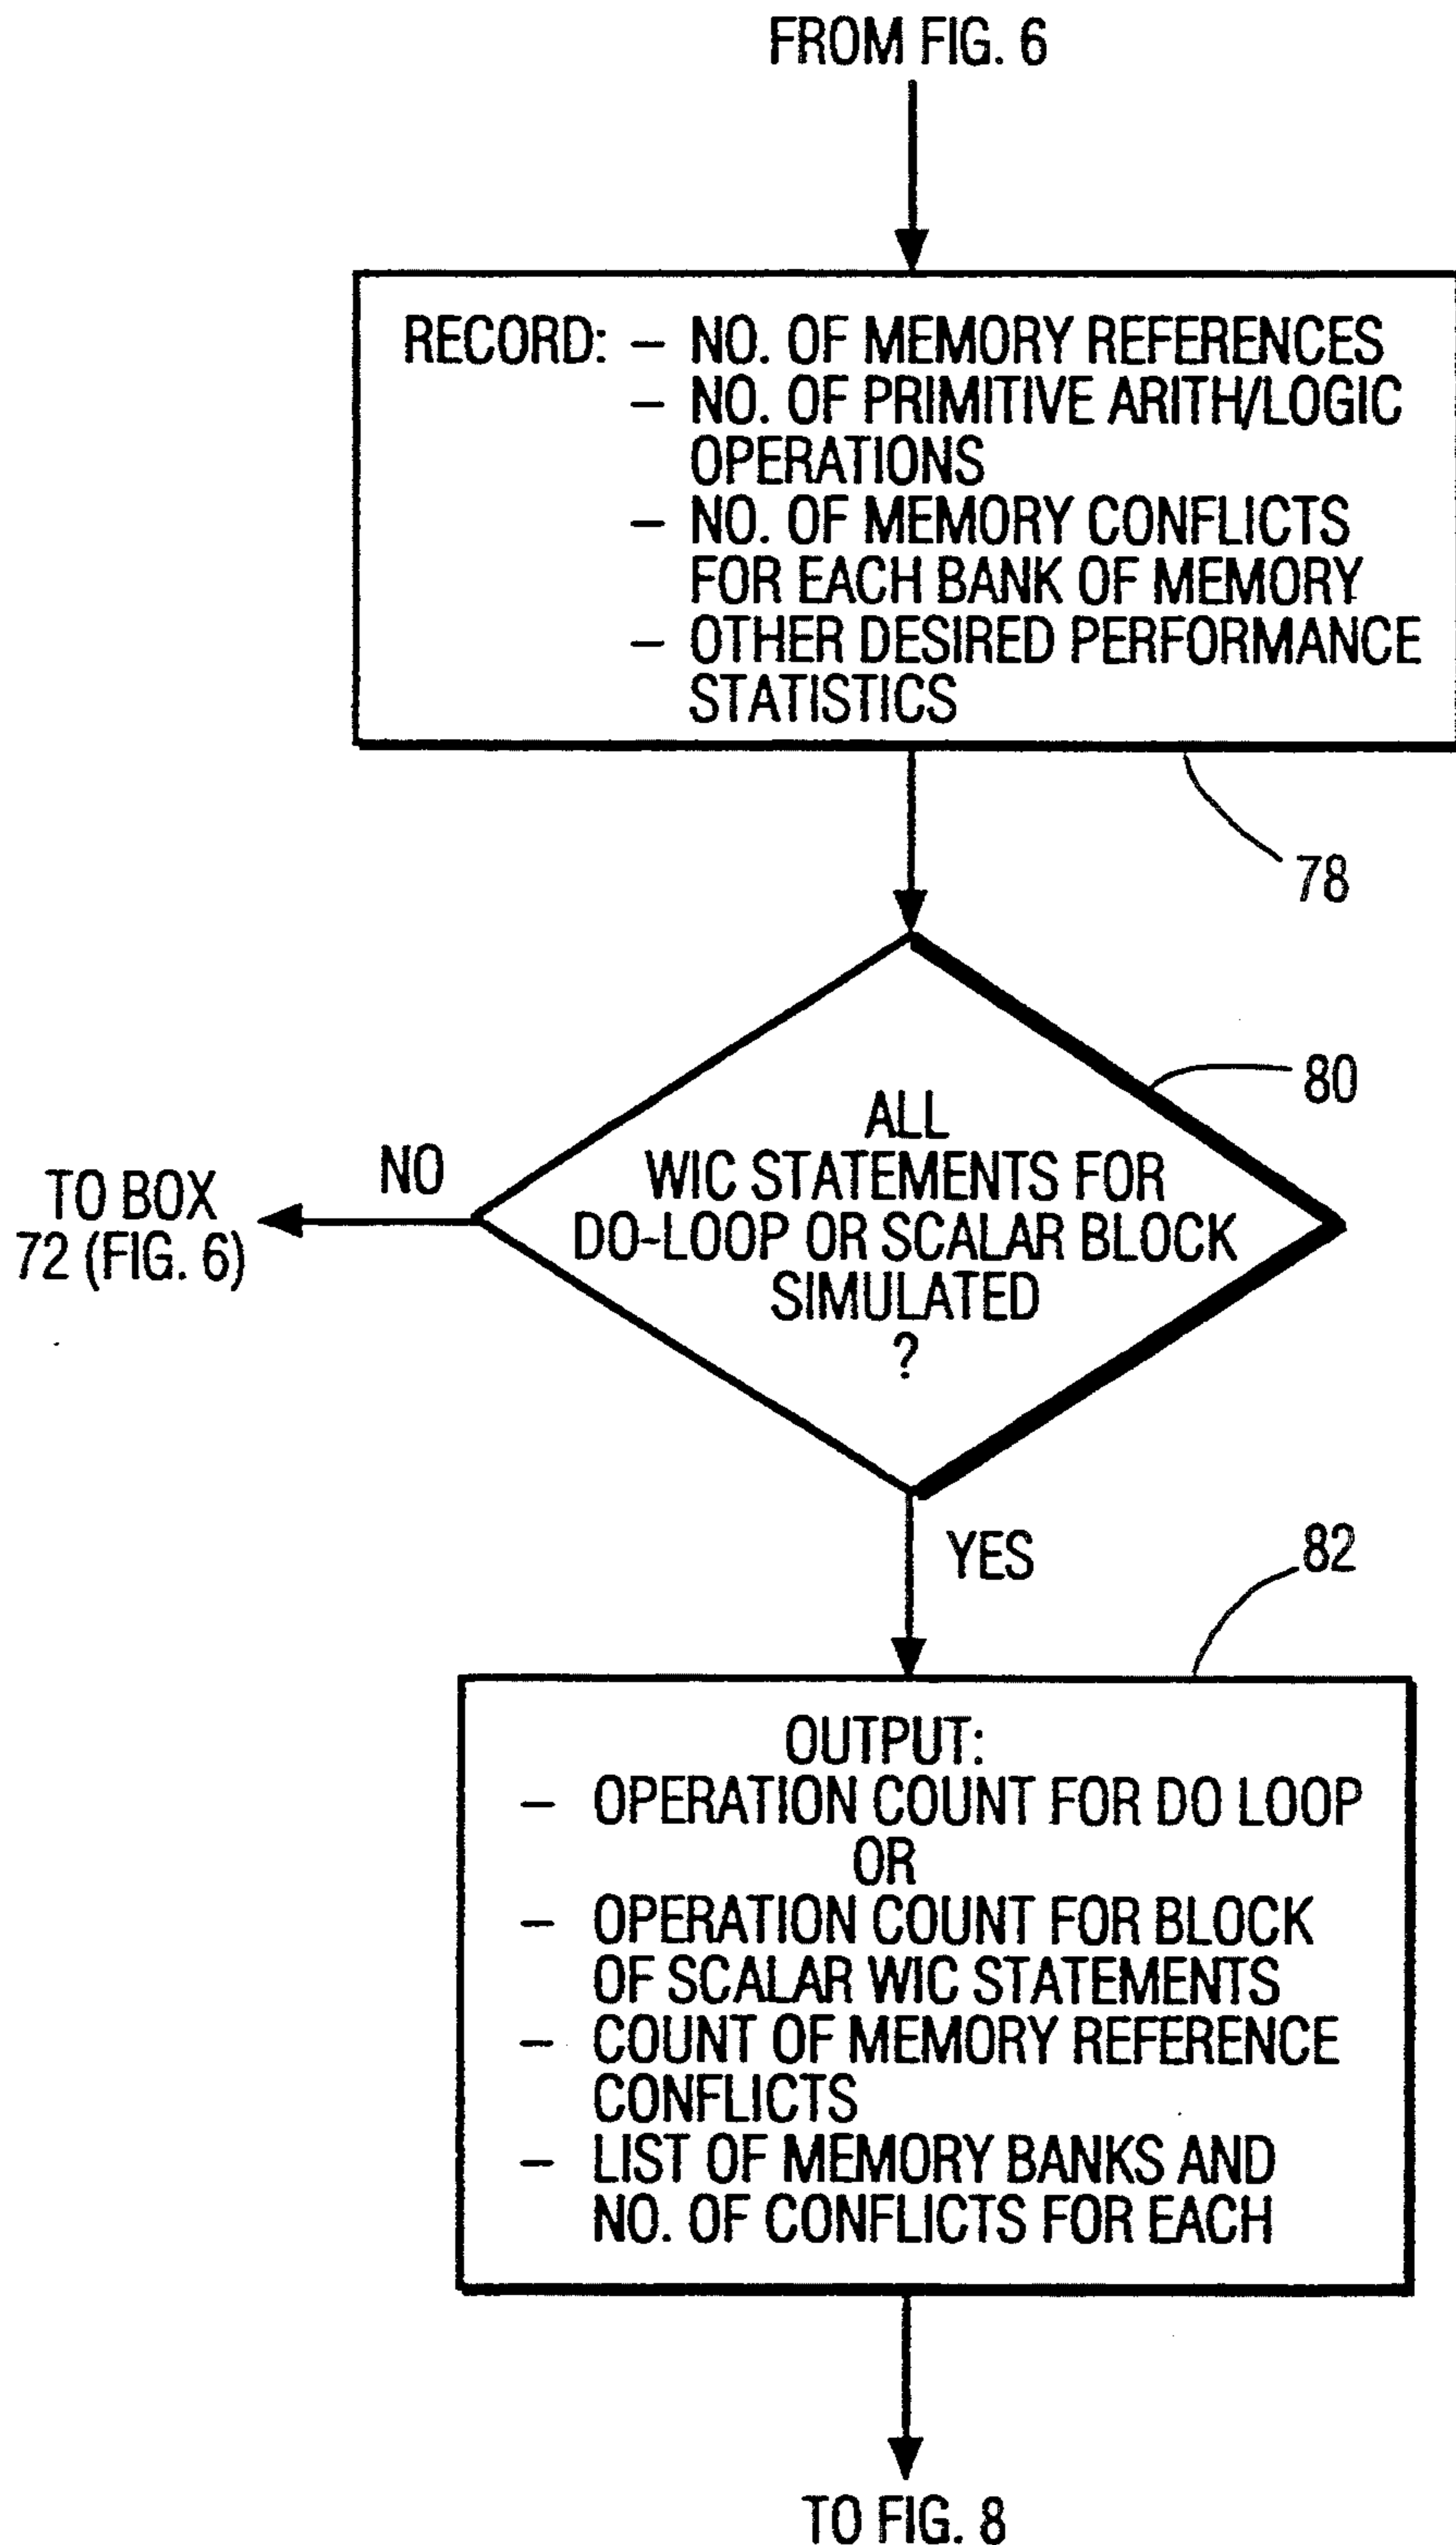 FROM FIG. 6
RECORD: – NO. OF MEMORY REFERENCES
– NO. OF PRIMITIVE ARITH/LOGIC
OPERATIONS
– NO. OF MEMORY CONFLICTS
FOR EACH BANK OF MEMORY
– OTHER DESIRED PERFORMANCE
STATISTICS
78
80
ALL
WIC STATEMENTS FOR
DO-LOOP OR SCALAR BLOCK
SIMULATED
?
NO
TO BOX
72 (FIG. 6)
YES
82
OUTPUT:
– OPERATION COUNT FOR DO LOOP
OR
– OPERATION COUNT FOR BLOCK
OF SCALAR WIC STATEMENTS
– COUNT OF MEMORY REFERENCE
CONFLICTS
– LIST OF MEMORY BANKS AND
NO. OF CONFLICTS FOR EACH
TO FIG. 8